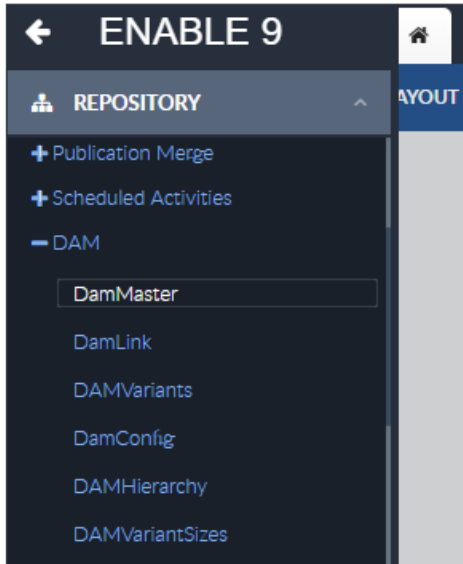 ENABLE 9
REPOSITORY
AYOUT
Publication Merge
Scheduled Activities
DAM
DamMaster
DamLink
DAMVariants
DamConfig
DAMHierarchy
DAMVariantSizes